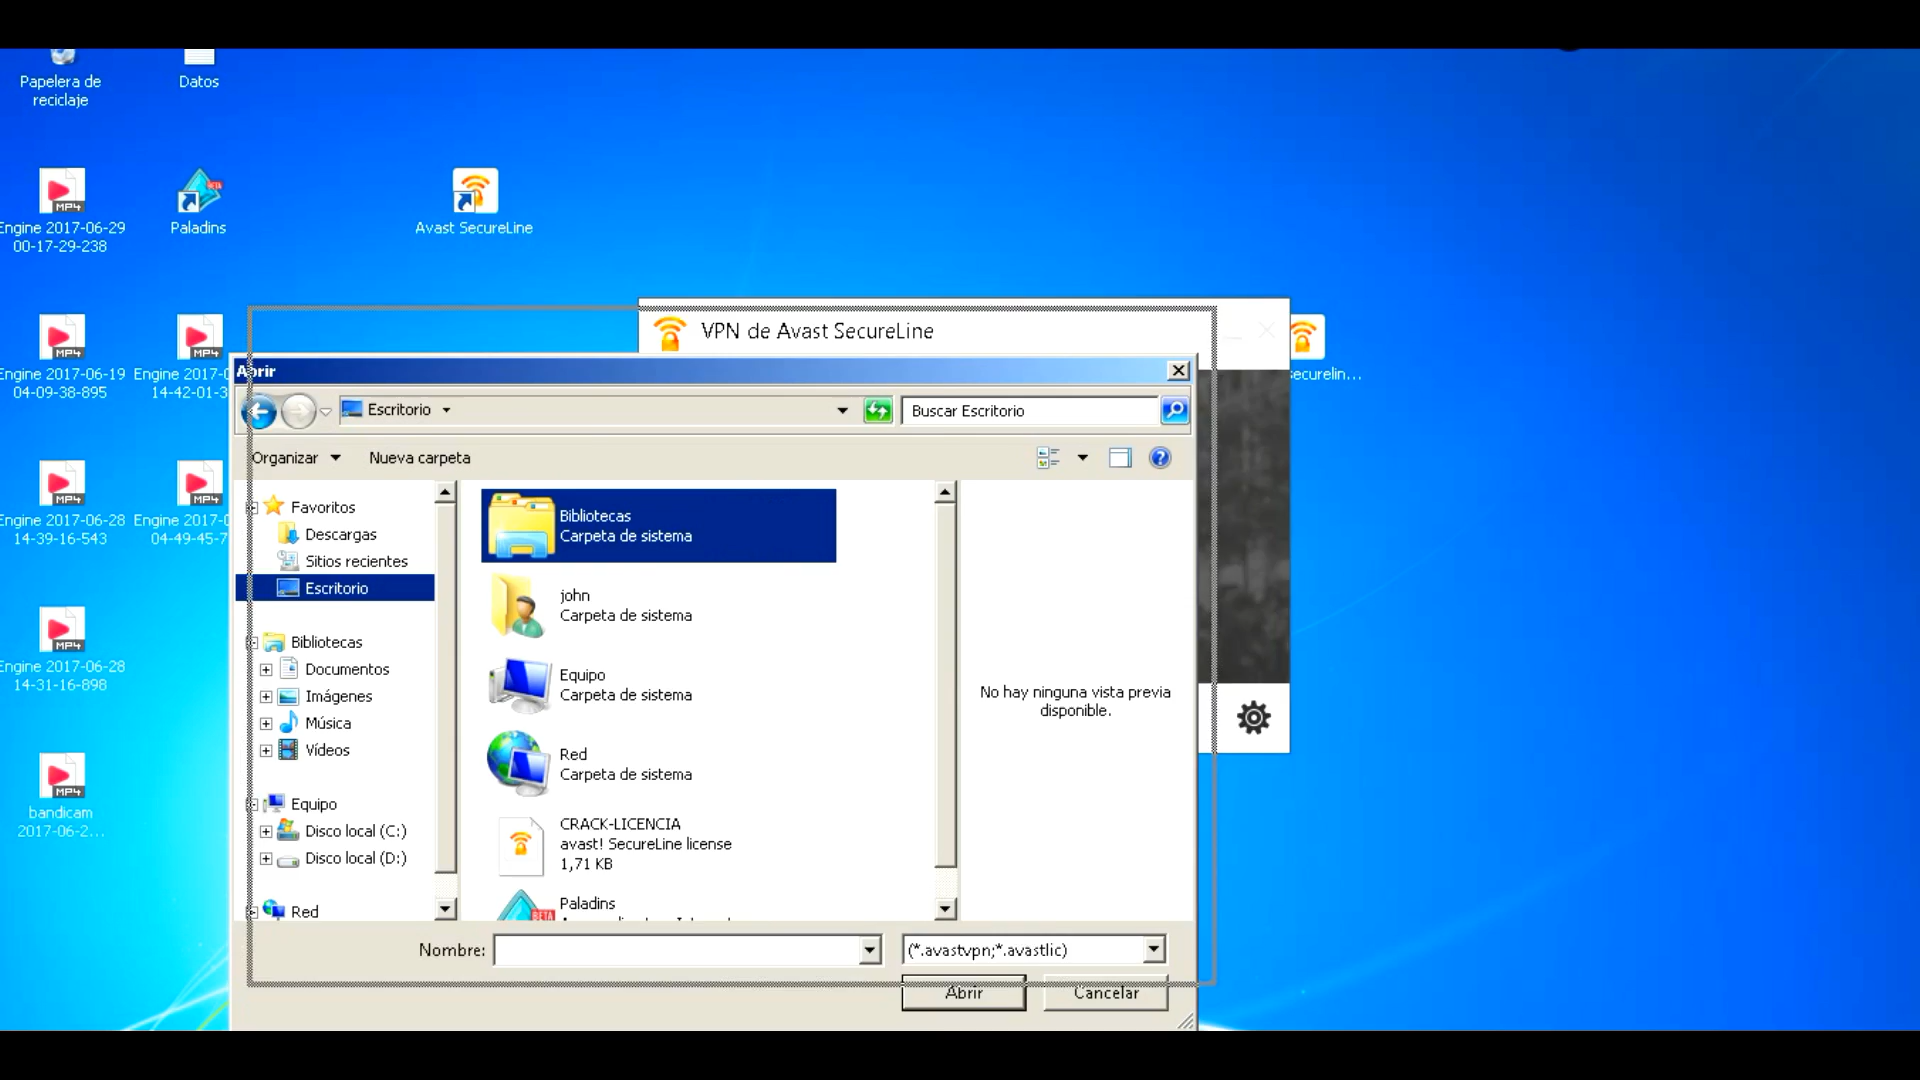 Papelera de
reciclaje
Datos
Engine 2017-06-29
00-17-29-238
Paladins
Avast SecureLine
Engine 2017-06-19
04-09-38-895
Engine 2017-0
14-42-01-3
Engine 2017-06-28
14-39-16-543
Engine 2017-0
04-49-45-7
Engine 2017-06-28
14-31-16-898
bandicam
2017-06-2...
VPN de Avast SecureLine
securelin...
Abrir
Escritorio
Buscar Escritorio
Organizar
Nueva carpeta
Favoritos
Descargas
Sitios recientes
Escritorio
Bibliotecas
Documentos
Imágenes
Música
Vídeos
Equipo
Disco local (C:)
Disco local (D:)
Red
Bibliotecas
Carpeta de sistema
john
Carpeta de sistema
Equipo
Carpeta de sistema
Red
Carpeta de sistema
CRACK-LICENCIA
avast! SecureLine license
1,71 KB
Paladins
No hay ninguna vista previa
disponible.
Nombre:
(*.avastvpn;*.avastlic)
Abrir
Cancelar